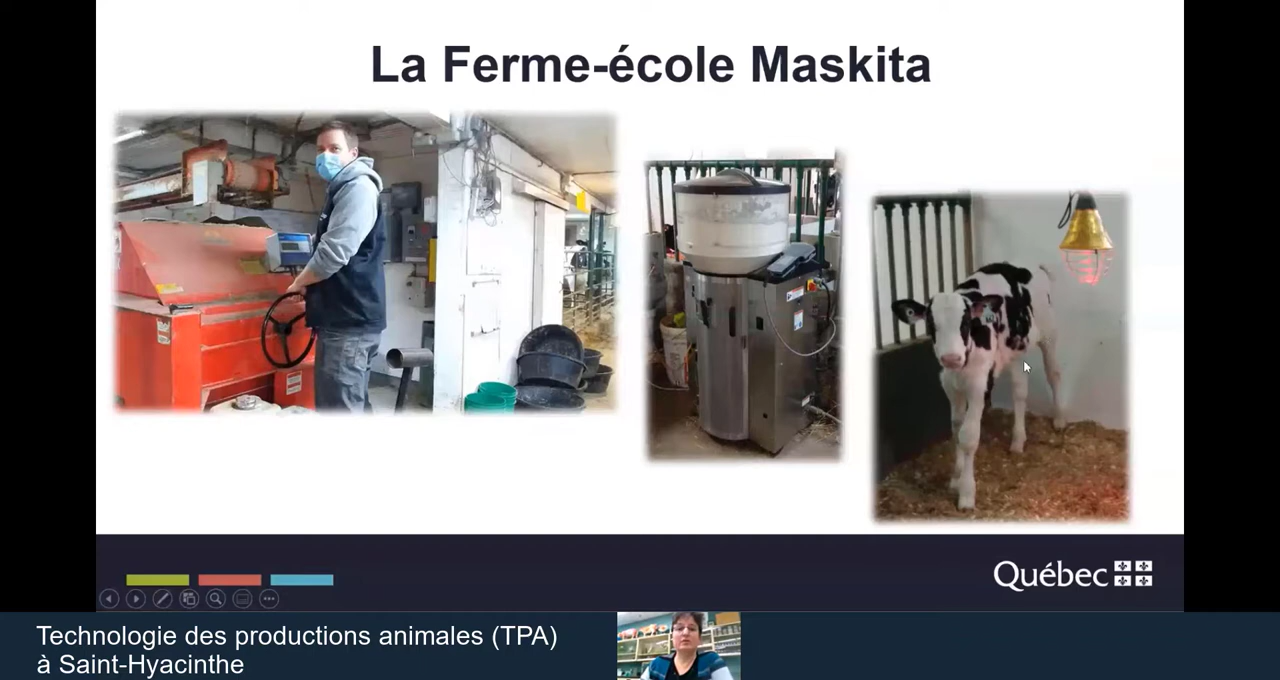 La Ferme-école Maskita
Québec
Technologie des productions animales (TPA)
à Saint-Hyacinthe